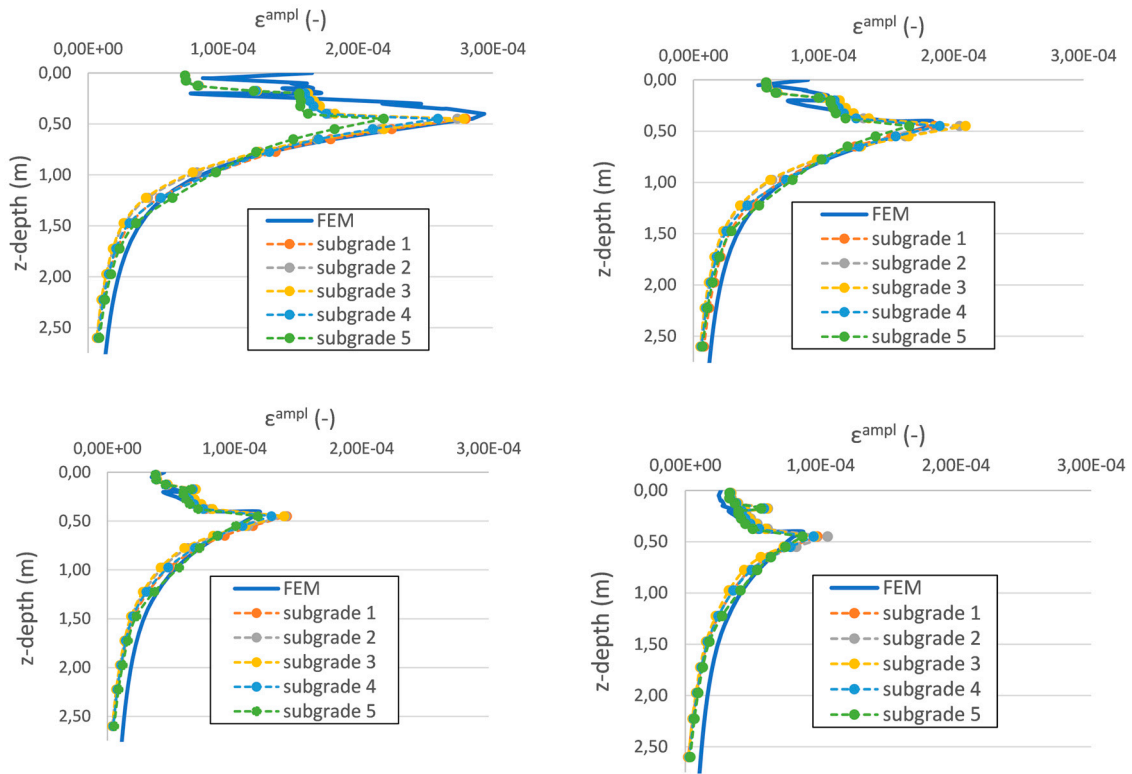 ε^ampl (-)
0,00E+00 1,00E-04 2,00E-04 3,00E-04
0,00
0,50
1,00
1,50
2,00
2,50
z-depth (m)
FEM
subgrade 1
subgrade 2
subgrade 3
subgrade 4
subgrade 5
ε^ampl (-)
0,00E+00 1,00E-04 2,00E-04 3,00E-04
0,00
0,50
1,00
1,50
2,00
2,50
z-depth (m)
FEM
subgrade 1
subgrade 2
subgrade 3
subgrade 4
subgrade 5
ε^ampl (-)
0,00E+00 1,00E-04 2,00E-04 3,00E-04
0,00
0,50
1,00
1,50
2,00
2,50
z-depth (m)
FEM
subgrade 1
subgrade 2
subgrade 3
subgrade 4
subgrade 5
ε^ampl (-)
0,00E+00 1,00E-04 2,00E-04 3,00E-04
0,00
0,50
1,00
1,50
2,00
2,50
z-depth (m)
FEM
subgrade 1
subgrade 2
subgrade 3
subgrade 4
subgrade 5